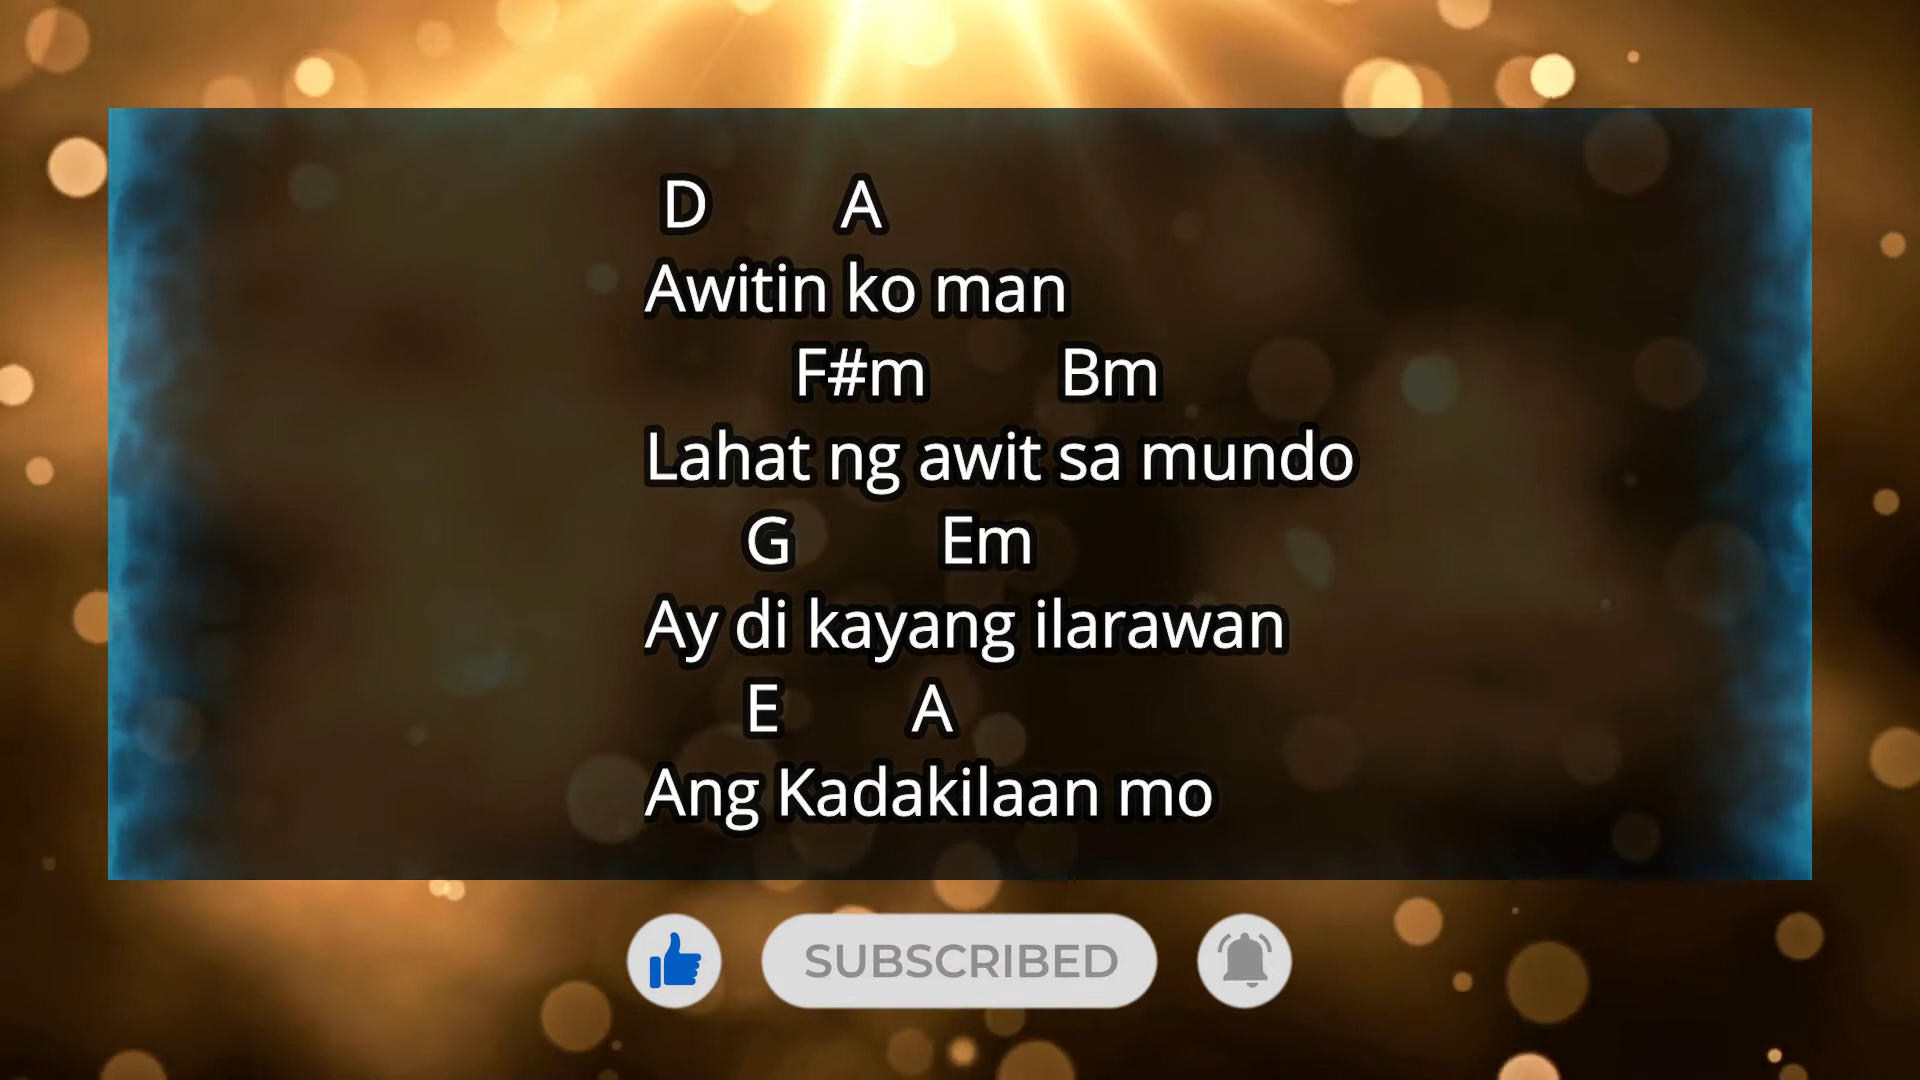 D A
Awitin ko man
F#m Bm
Lahat ng awit sa mundo
G Em
Ay di kayang ilarawan
E A
Ang Kadakilaan mo
SUBSCRIBED